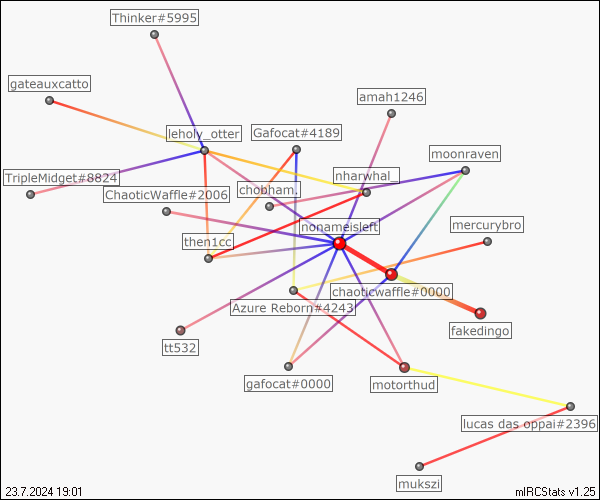 Thinker#5995
gateauxcatto
amah1246
leholy_otter
Gafocat#4189
moonraven
TripleMidget#8824
nharwhal_
ChaoticWaffle#2006
chobham.
mercurybro
nonameisleft
then1cc
chaoticwaffle#0000
Azure Reborn#4243
fakedingo
tt532
gafocat#0000
motorthud
lucas das oppai#2396
mukszi
23.7.2024 19:01
mIRCStats v1.25